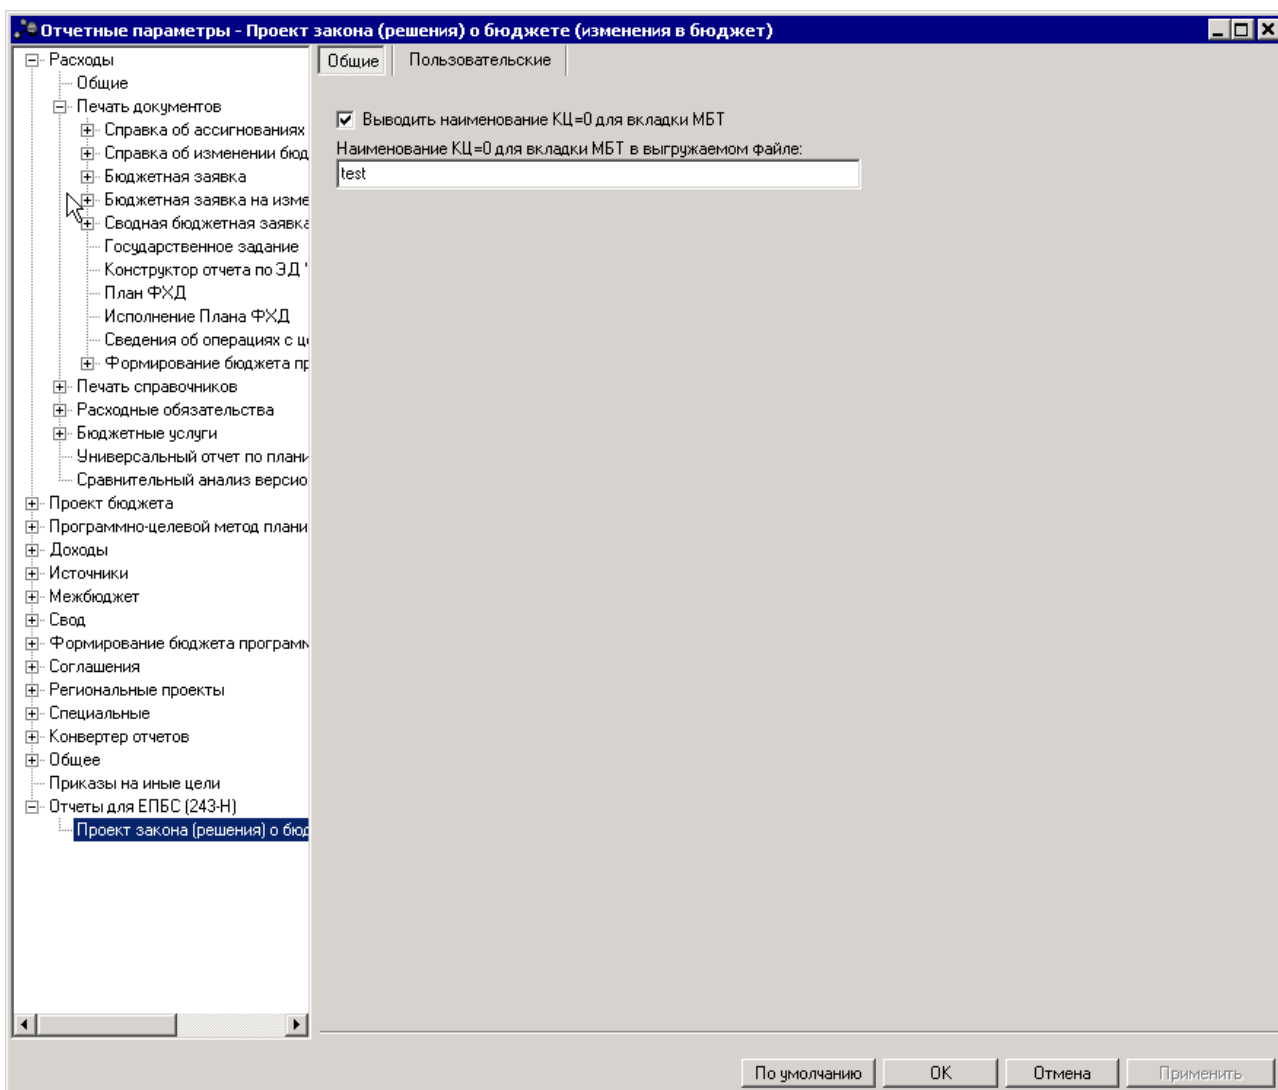 Отчетные параметры - Проект закона (решения) о бюджете (изменения в бюджет)
Расходы
Общие
Печать документов
Справка об ассигнованиях
Справка об изменении бюд
Бюджетная заявка
Бюджетная заявка на изме
Сводная бюджетная заявка
Государственное задание
Конструктор отчета по ЭД '
План ФХД
Исполнение Плана ФХД
Сведения об операциях с ц
Формирование бюджета пр
Печать справочников
Расходные обязательства
Бюджетные услуги
Универсальный отчет по плани
Сравнительный анализ версио
Проект бюджета
Программно-целевой метод плани
Доходы
Источники
Межбюджет
Свод
Формирование бюджета программ
Соглашения
Региональные проекты
Специальные
Конвертер отчетов
Общее
Приказы на иные цели
Отчеты для ЕПБС (243-Н)
Проект закона (решения) о бюд
Общие Пользовательские
Выводить наименование КЦ=0 для вкладки МБТ
Наименование КЦ=0 для вкладки МБТ в выгружаемом файле:
test
По умолчанию OK Отмена Применить